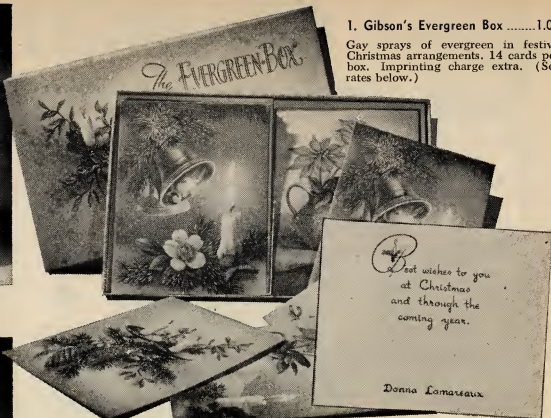 1. Gibson's Evergreen Box ........1.0
Gay sprays of evergreen in festiv
Christmas arrangements. 14 cards pe
box. Imprinting charge extra. (Se
rates below.)
The EVERGREEN BOX
Best wishes to you
at Christmas
and through the
coming year.
Donna Lamareaux